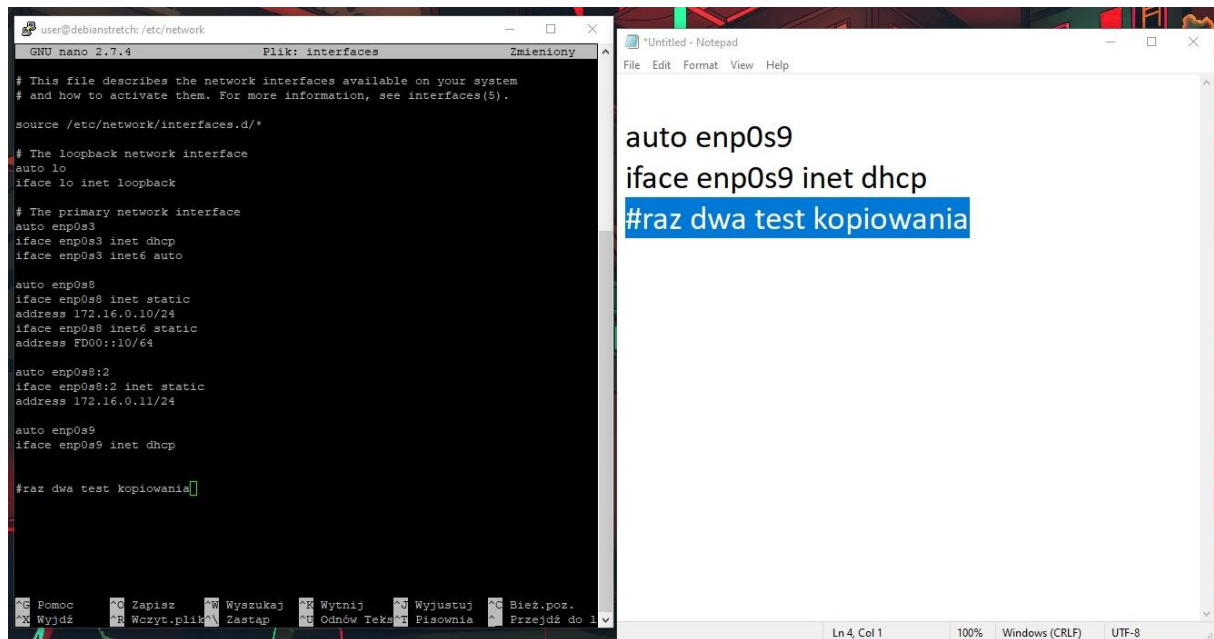 user@debianstretch: /etc/network
GNU nano 2.7.4 Plik: interfaces Zmieniony
# This file describes the network interfaces available on your system
# and how to activate them. For more information, see interfaces(5).
source /etc/network/interfaces.d/*
# The loopback network interface
auto lo
iface lo inet loopback
# The primary network interface
auto enp0s3
iface enp0s3 inet dhcp
iface enp0s3 inet6 auto
auto enp0s8
iface enp0s8 inet static
address 172.16.0.10/24
iface enp0s8 inet6 static
address FD00::10/64
auto enp0s8:2
iface enp0s8:2 inet static
address 172.16.0.11/24
auto enp0s9
iface enp0s9 inet dhcp
#raz dwa test kopiowania
^G Pomoc ^O Zapisz ^W Wyszukaj ^K Wytnij ^J Wyjustuj ^C Bież.poz.
^X Wyjdź ^R Wczyt.plik ^\ Zastąp ^U Odnów Teks ^T Pisownia ^_ Przejdź do l
*Untitled - Notepad
File Edit Format View Help
auto enp0s9
iface enp0s9 inet dhcp
#raz dwa test kopiowania
Ln 4, Col 1 100% Windows (CRLF) UTF-8